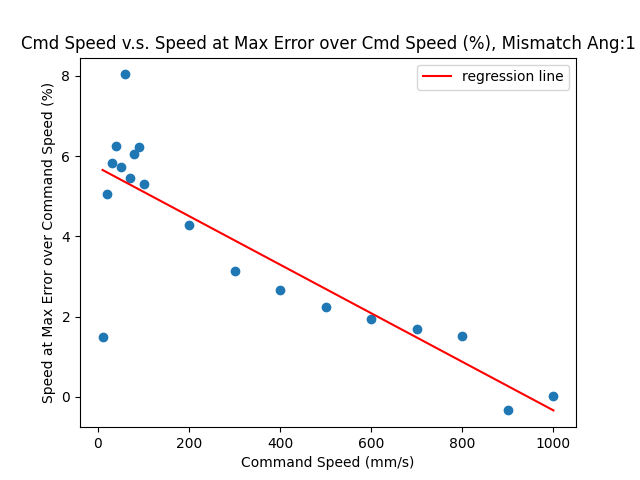 Cmd Speed v.s. Speed at Max Error over Cmd Speed (%), Mismatch Ang:1
regression line
Speed at Max Error over Command Speed (%)
8
6
4
2
0
0 200 400 600 800 1000
Command Speed (mm/s)